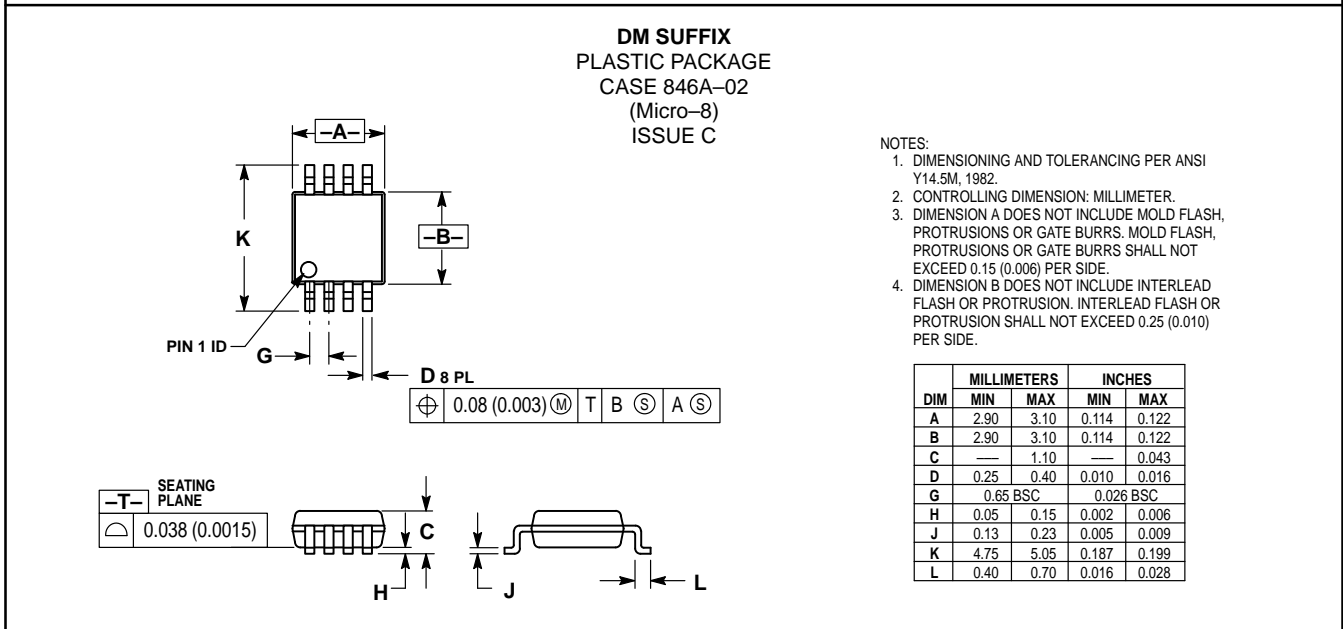 DM SUFFIX
PLASTIC PACKAGE
CASE 846A–02
(Micro–8)
ISSUE C
–A–
K
–B–
PIN 1 ID
G
D 8 PL
⌖ 0.08 (0.003) Ⓜ T B Ⓢ A Ⓢ
NOTES:
1. DIMENSIONING AND TOLERANCING PER ANSI
Y14.5M, 1982.
2. CONTROLLING DIMENSION: MILLIMETER.
3. DIMENSION A DOES NOT INCLUDE MOLD FLASH,
PROTRUSIONS OR GATE BURRS. MOLD FLASH,
PROTRUSIONS OR GATE BURRS SHALL NOT
EXCEED 0.15 (0.006) PER SIDE.
4. DIMENSION B DOES NOT INCLUDE INTERLEAD
FLASH OR PROTRUSION. INTERLEAD FLASH OR
PROTRUSION SHALL NOT EXCEED 0.25 (0.010)
PER SIDE.
MILLIMETERS INCHES
DIM MIN MAX MIN MAX
A 2.90 3.10 0.114 0.122
B 2.90 3.10 0.114 0.122
C ––– 1.10 ––– 0.043
D 0.25 0.40 0.010 0.016
G 0.65 BSC 0.026 BSC
H 0.05 0.15 0.002 0.006
J 0.13 0.23 0.005 0.009
K 4.75 5.05 0.187 0.199
L 0.40 0.70 0.016 0.028
–T– SEATING
PLANE
⌓ 0.038 (0.0015)
C
H
J
L